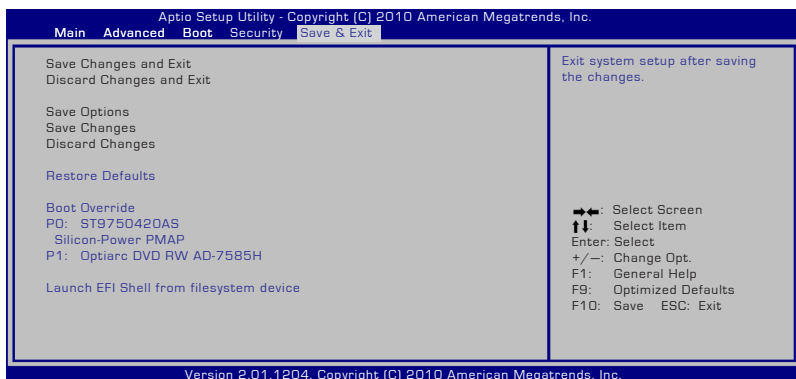 Aptio Setup Utility - Copyright (C) 2010 American Megatrends, Inc.
Main Advanced Boot Security Save & Exit
Save Changes and Exit
Discard Changes and Exit
Save Options
Save Changes
Discard Changes
Restore Defaults
Boot Override
P0: ST9750420AS
Silicon-Power PMAP
P1: Optiarc DVD RW AD-7585H
Launch EFI Shell from filesystem device
Exit system setup after saving
the changes.
→←: Select Screen
↑↓: Select Item
Enter: Select
+/—: Change Opt.
F1: General Help
F9: Optimized Defaults
F10: Save ESC: Exit
Version 2.01.1204. Copyright (C) 2010 American Megatrends, Inc.